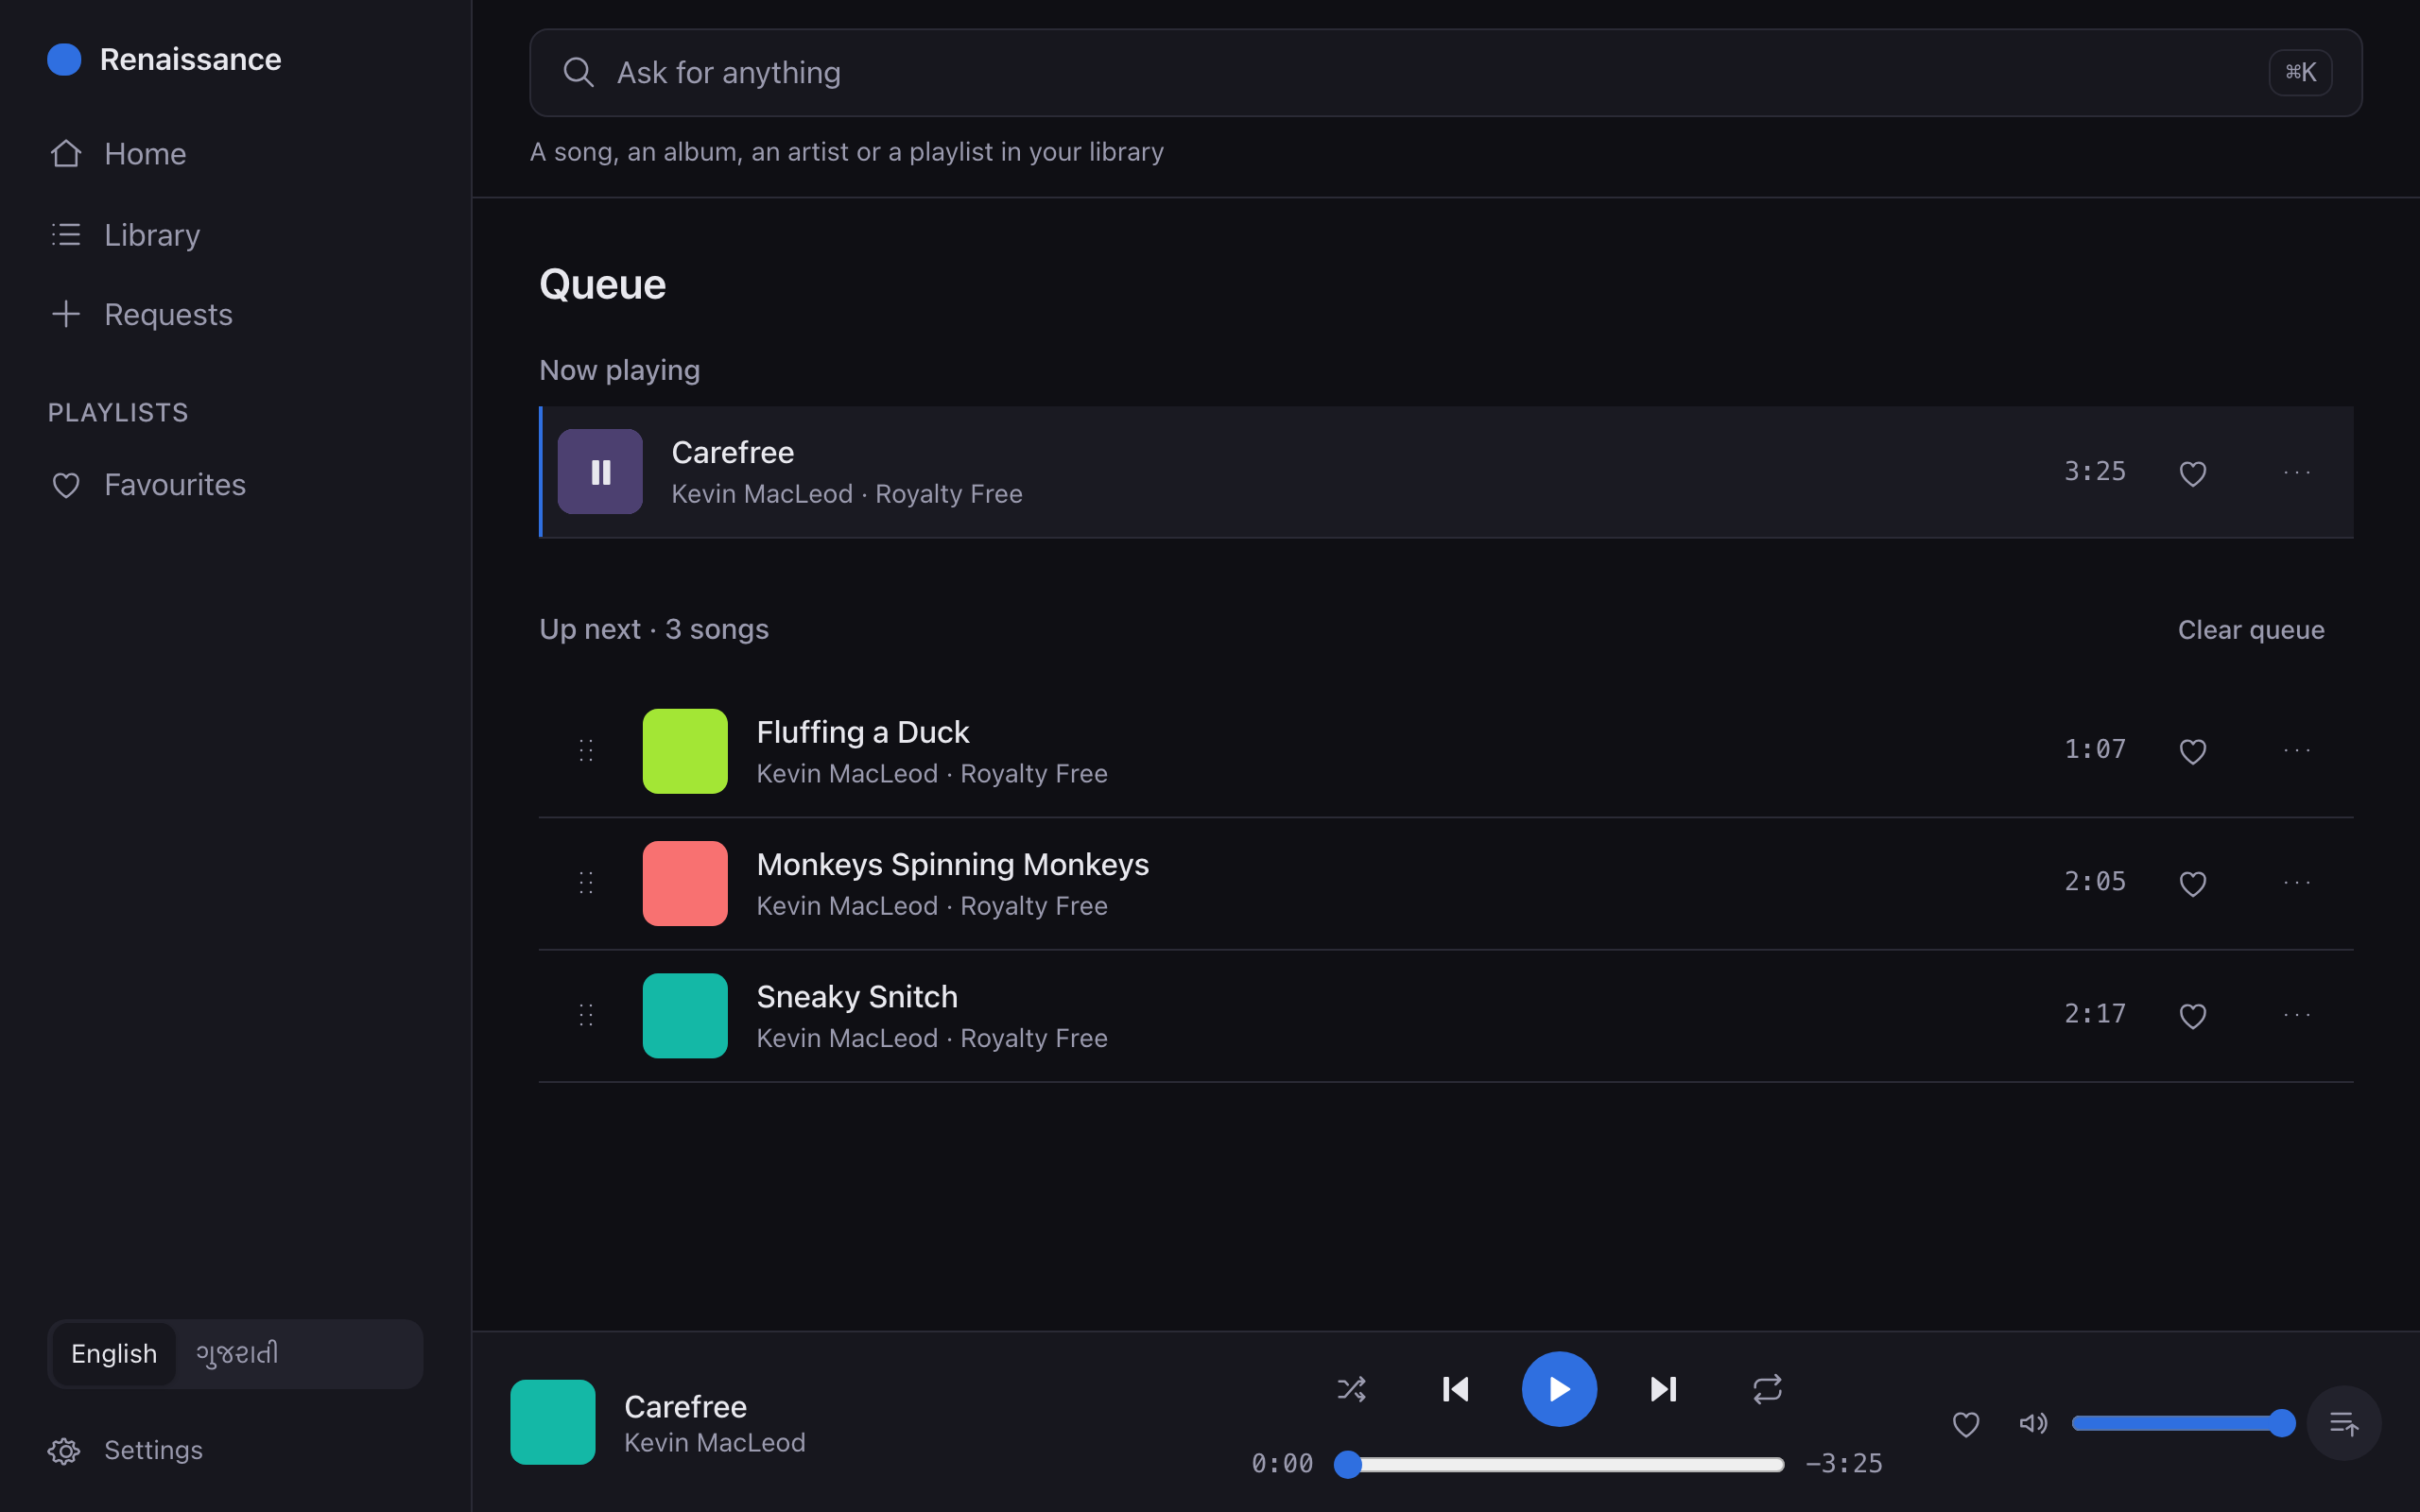 Renaissance
Home
Library
Requests
PLAYLISTS
Favourites
English
ગુજરાતી
Settings
Ask for anything
⌘K
A song, an album, an artist or a playlist in your library
Queue
Now playing
Carefree
Kevin MacLeod · Royalty Free
3:25
Up next · 3 songs
Clear queue
Fluffing a Duck
Kevin MacLeod · Royalty Free
1:07
Monkeys Spinning Monkeys
Kevin MacLeod · Royalty Free
2:05
Sneaky Snitch
Kevin MacLeod · Royalty Free
2:17
Carefree
Kevin MacLeod
0:00
−3:25